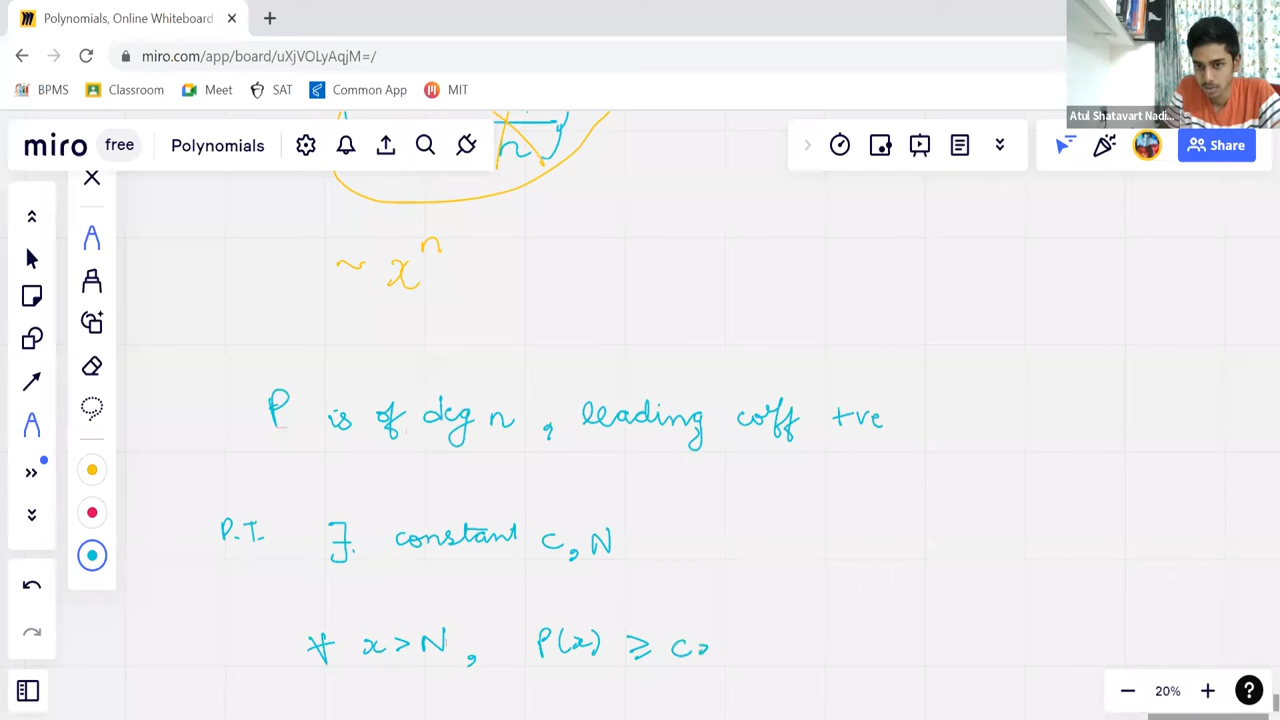 Polynomials, Online Whiteboard
miro.com/app/board/uXjVOLyAqjM=/
BPMS Classroom Meet SAT Common App MIT
Atul Shatavart Nadi...
miro free Polynomials Share
n
~ xⁿ
P is of deg n, leading coff +ve
P.T. ∃. constant c, N
∀ x > N, P(x) ≥ c
20%